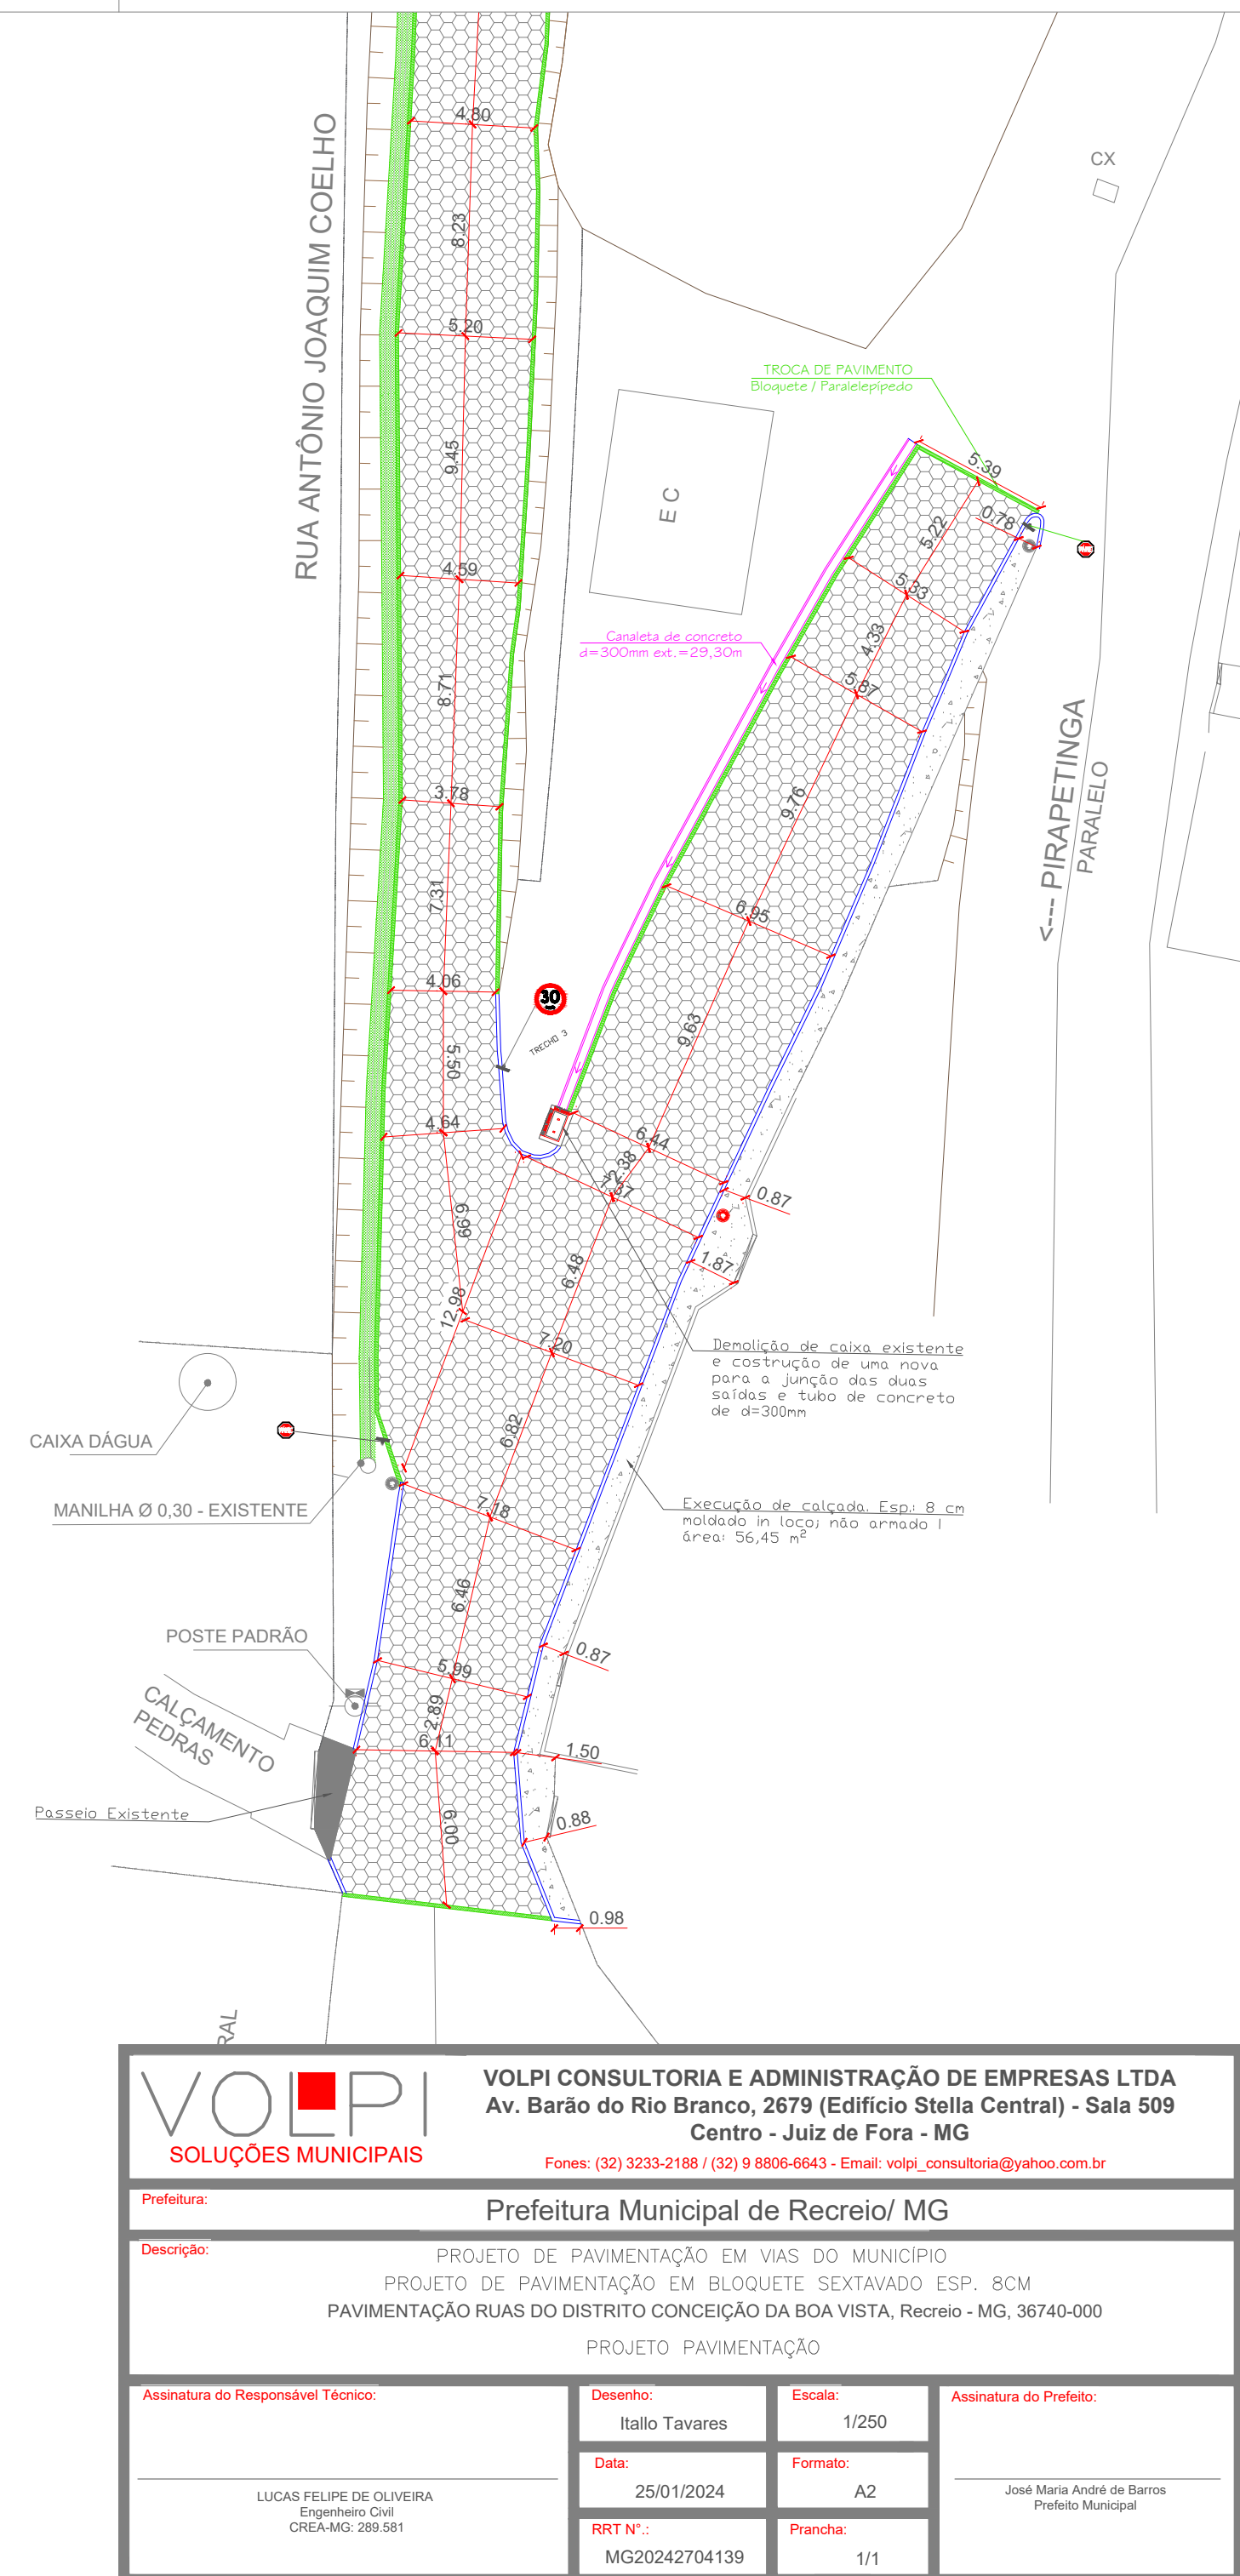 4.80
CX
RUA ANTÔNIO JOAQUIM COELHO
8.23
5.20
TROCA DE PAVIMENTO
Bloquete / Paralelepípedo
9.45
5.39
E C
0.78
5.22
4.59
5.33
Canaleta de concreto
d=300mm ext.=29,30m
4.33
8.71
5.87
<--- PIRAPETINGA
PARALELO
3.78
9.76
7.31
6.95
4.06
30
TRECHO 3
9.63
5.50
4.64
6.44
2.38
7.37
0.87
6.99
6.48
1.87
12.98
7.20
Demolição de caixa existente
e costrução de uma nova
para a junção das duas
saídas e tubo de concreto
de d=300mm
CAIXA DÁGUA
6.82
MANILHA Ø 0,30 - EXISTENTE
7.18
Execução de calçada. Esp.: 8 cm
moldado in loco; não armado |
área: 56,45 m²
6.46
POSTE PADRÃO
0.87
5.99
CALÇAMENTO
PEDRAS
2.89
6.11
1.50
Passeio Existente
6.00
0.88
0.98
VOLPI
SOLUÇÕES MUNICIPAIS
VOLPI CONSULTORIA E ADMINISTRAÇÃO DE EMPRESAS LTDA
Av. Barão do Rio Branco, 2679 (Edifício Stella Central) - Sala 509
Centro - Juiz de Fora - MG
Fones: (32) 3233-2188 / (32) 9 8806-6643 - Email: volpi_consultoria@yahoo.com.br
Prefeitura:
Prefeitura Municipal de Recreio/ MG
Descrição:
PROJETO DE PAVIMENTAÇÃO EM VIAS DO MUNICÍPIO
PROJETO DE PAVIMENTAÇÃO EM BLOQUETE SEXTAVADO ESP. 8CM
PAVIMENTAÇÃO RUAS DO DISTRITO CONCEIÇÃO DA BOA VISTA, Recreio - MG, 36740-000
PROJETO PAVIMENTAÇÃO
Assinatura do Responsável Técnico:
LUCAS FELIPE DE OLIVEIRA
Engenheiro Civil
CREA-MG: 289.581
Desenho:
Itallo Tavares
Escala:
1/250
Data:
25/01/2024
Formato:
A2
RRT N°.:
MG20242704139
Prancha:
1/1
Assinatura do Prefeito:
José Maria André de Barros
Prefeito Municipal